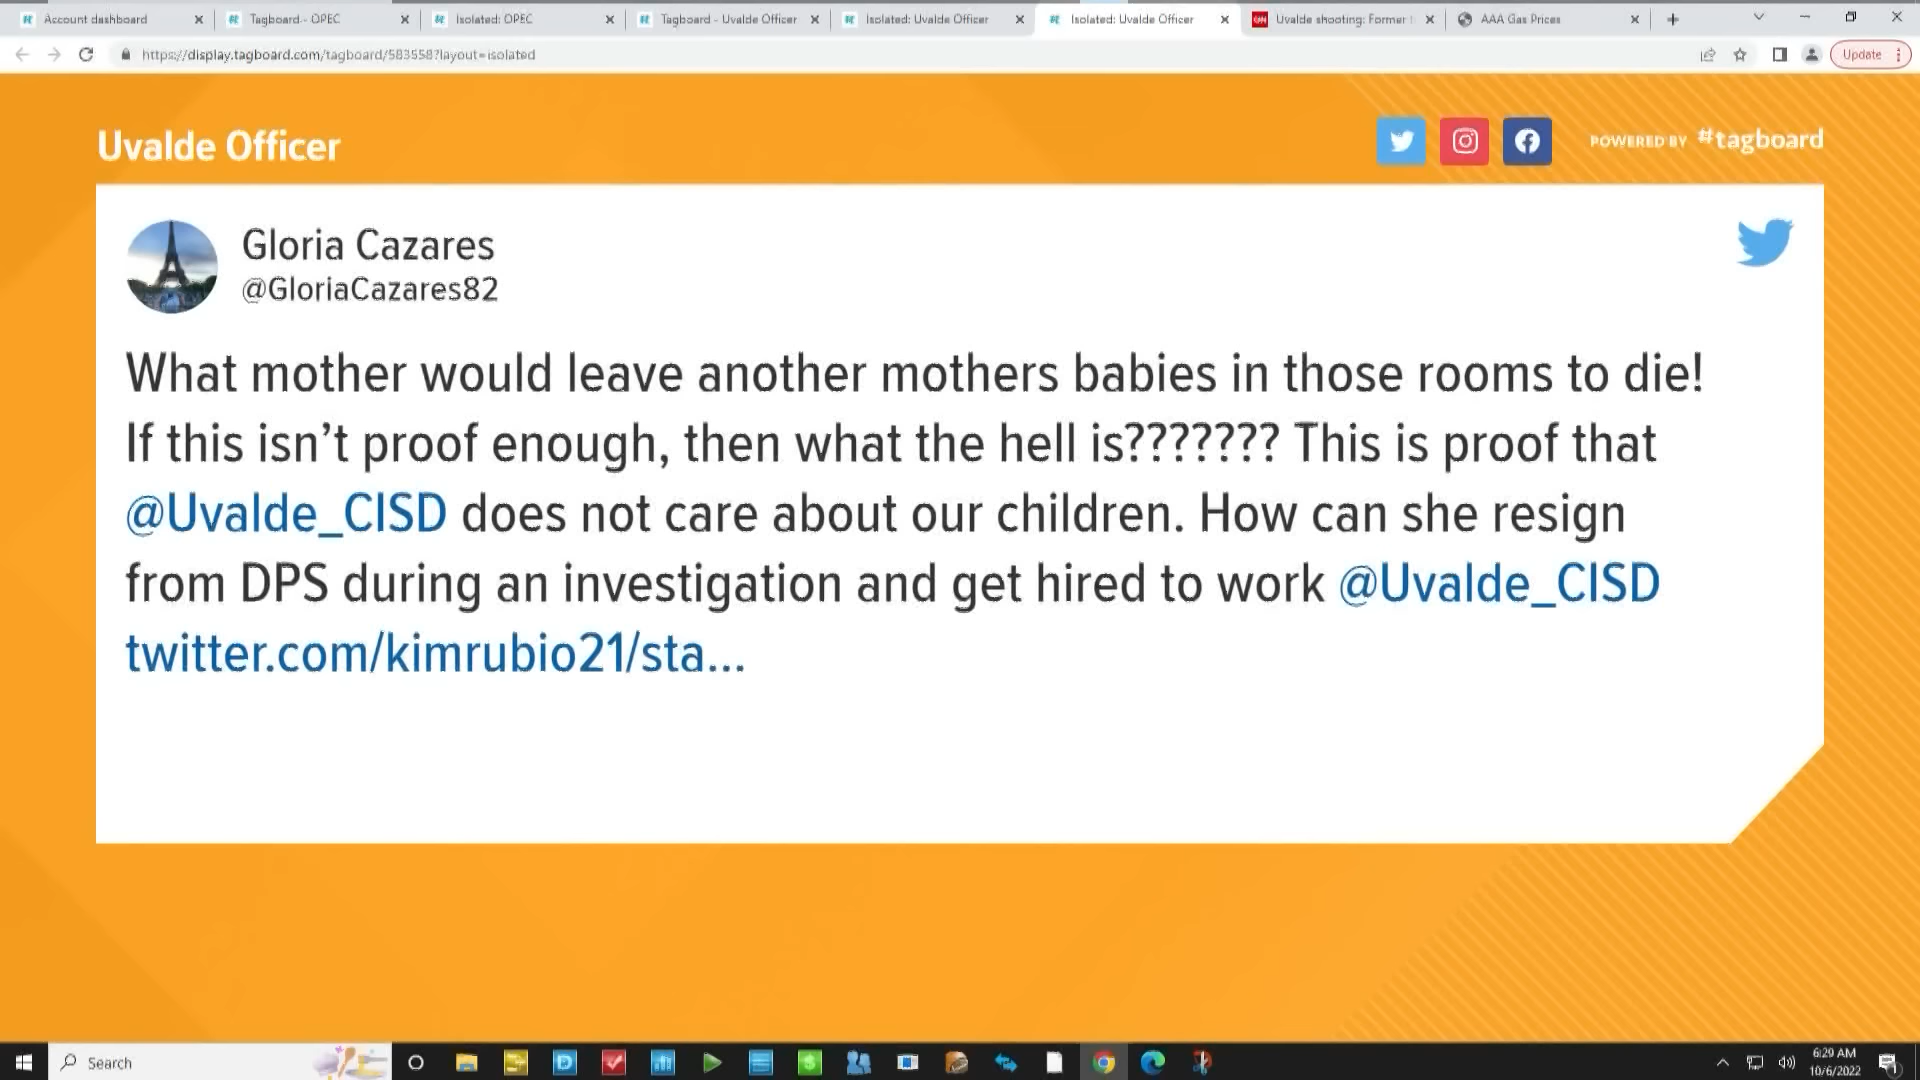 Account dashboard
Tagboard - OPEC
Isolated: OPEC
Tagboard - Uvalde Officer
Isolated: Uvalde Officer
Isolated: Uvalde Officer
CNN
Uvalde shooting: Former
AAA Gas Prices
https://display.tagboard.com/tagboard/583558?layout=isolated
Update
Uvalde Officer
POWERED BY #tagboard
Gloria Cazares
@GloriaCazares82
What mother would leave another mothers babies in those rooms to die!
If this isn’t proof enough, then what the hell is??????? This is proof that
@Uvalde_CISD does not care about our children. How can she resign
from DPS during an investigation and get hired to work @Uvalde_CISD
twitter.com/kimrubio21/sta...
Search
6:29 AM
10/6/2022